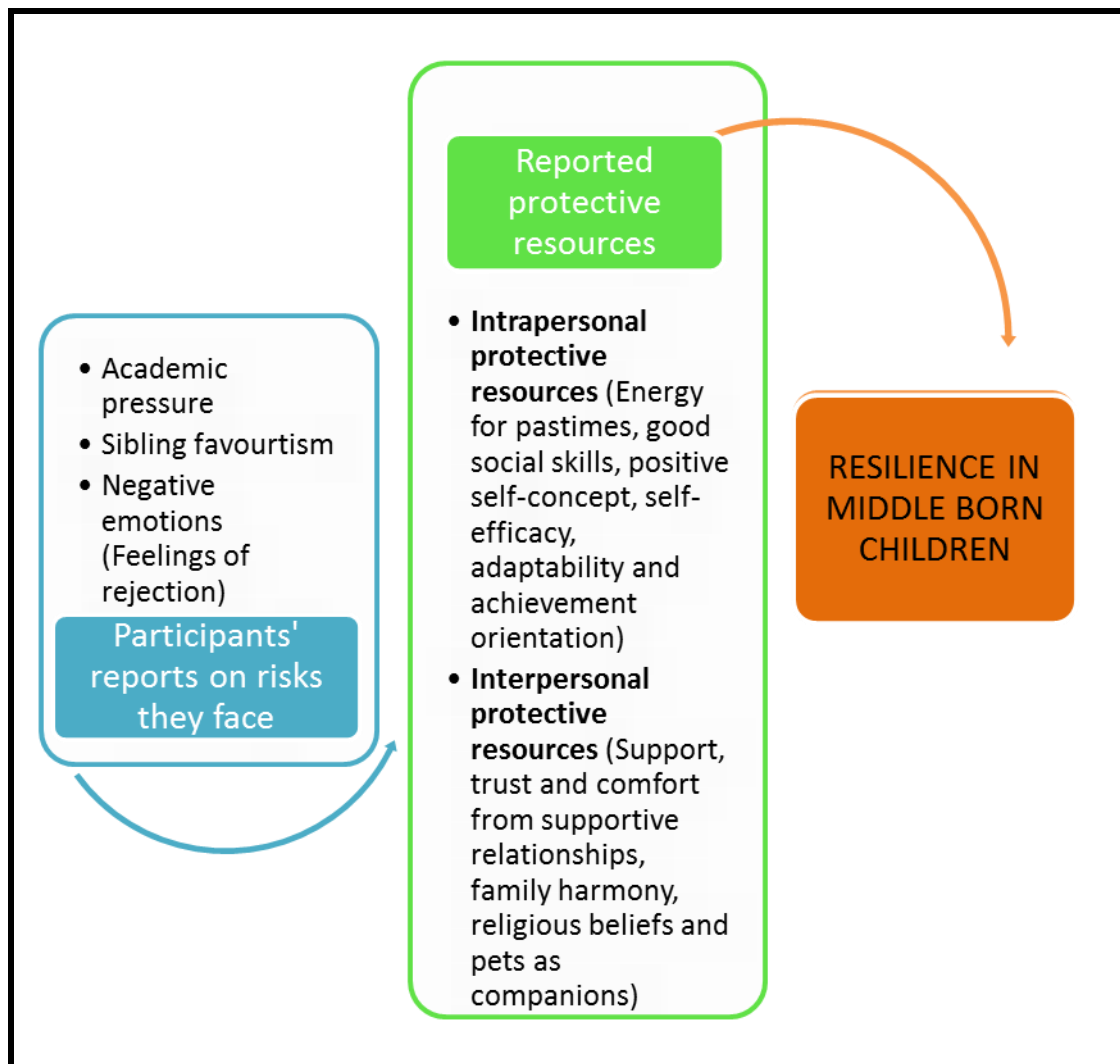 • Academic
pressure
• Sibling favourtism
• Negative
emotions
(Feelings of
rejection)
Participants'
reports on risks
they face
Reported
protective
resources
• Intrapersonal
protective
resources (Energy
for pastimes, good
social skills, positive
self-concept, self-
efficacy,
adaptability and
achievement
orientation)
• Interpersonal
protective
resources (Support,
trust and comfort
from supportive
relationships,
family harmony,
religious beliefs and
pets as
companions)
RESILIENCE IN
MIDDLE BORN
CHILDREN